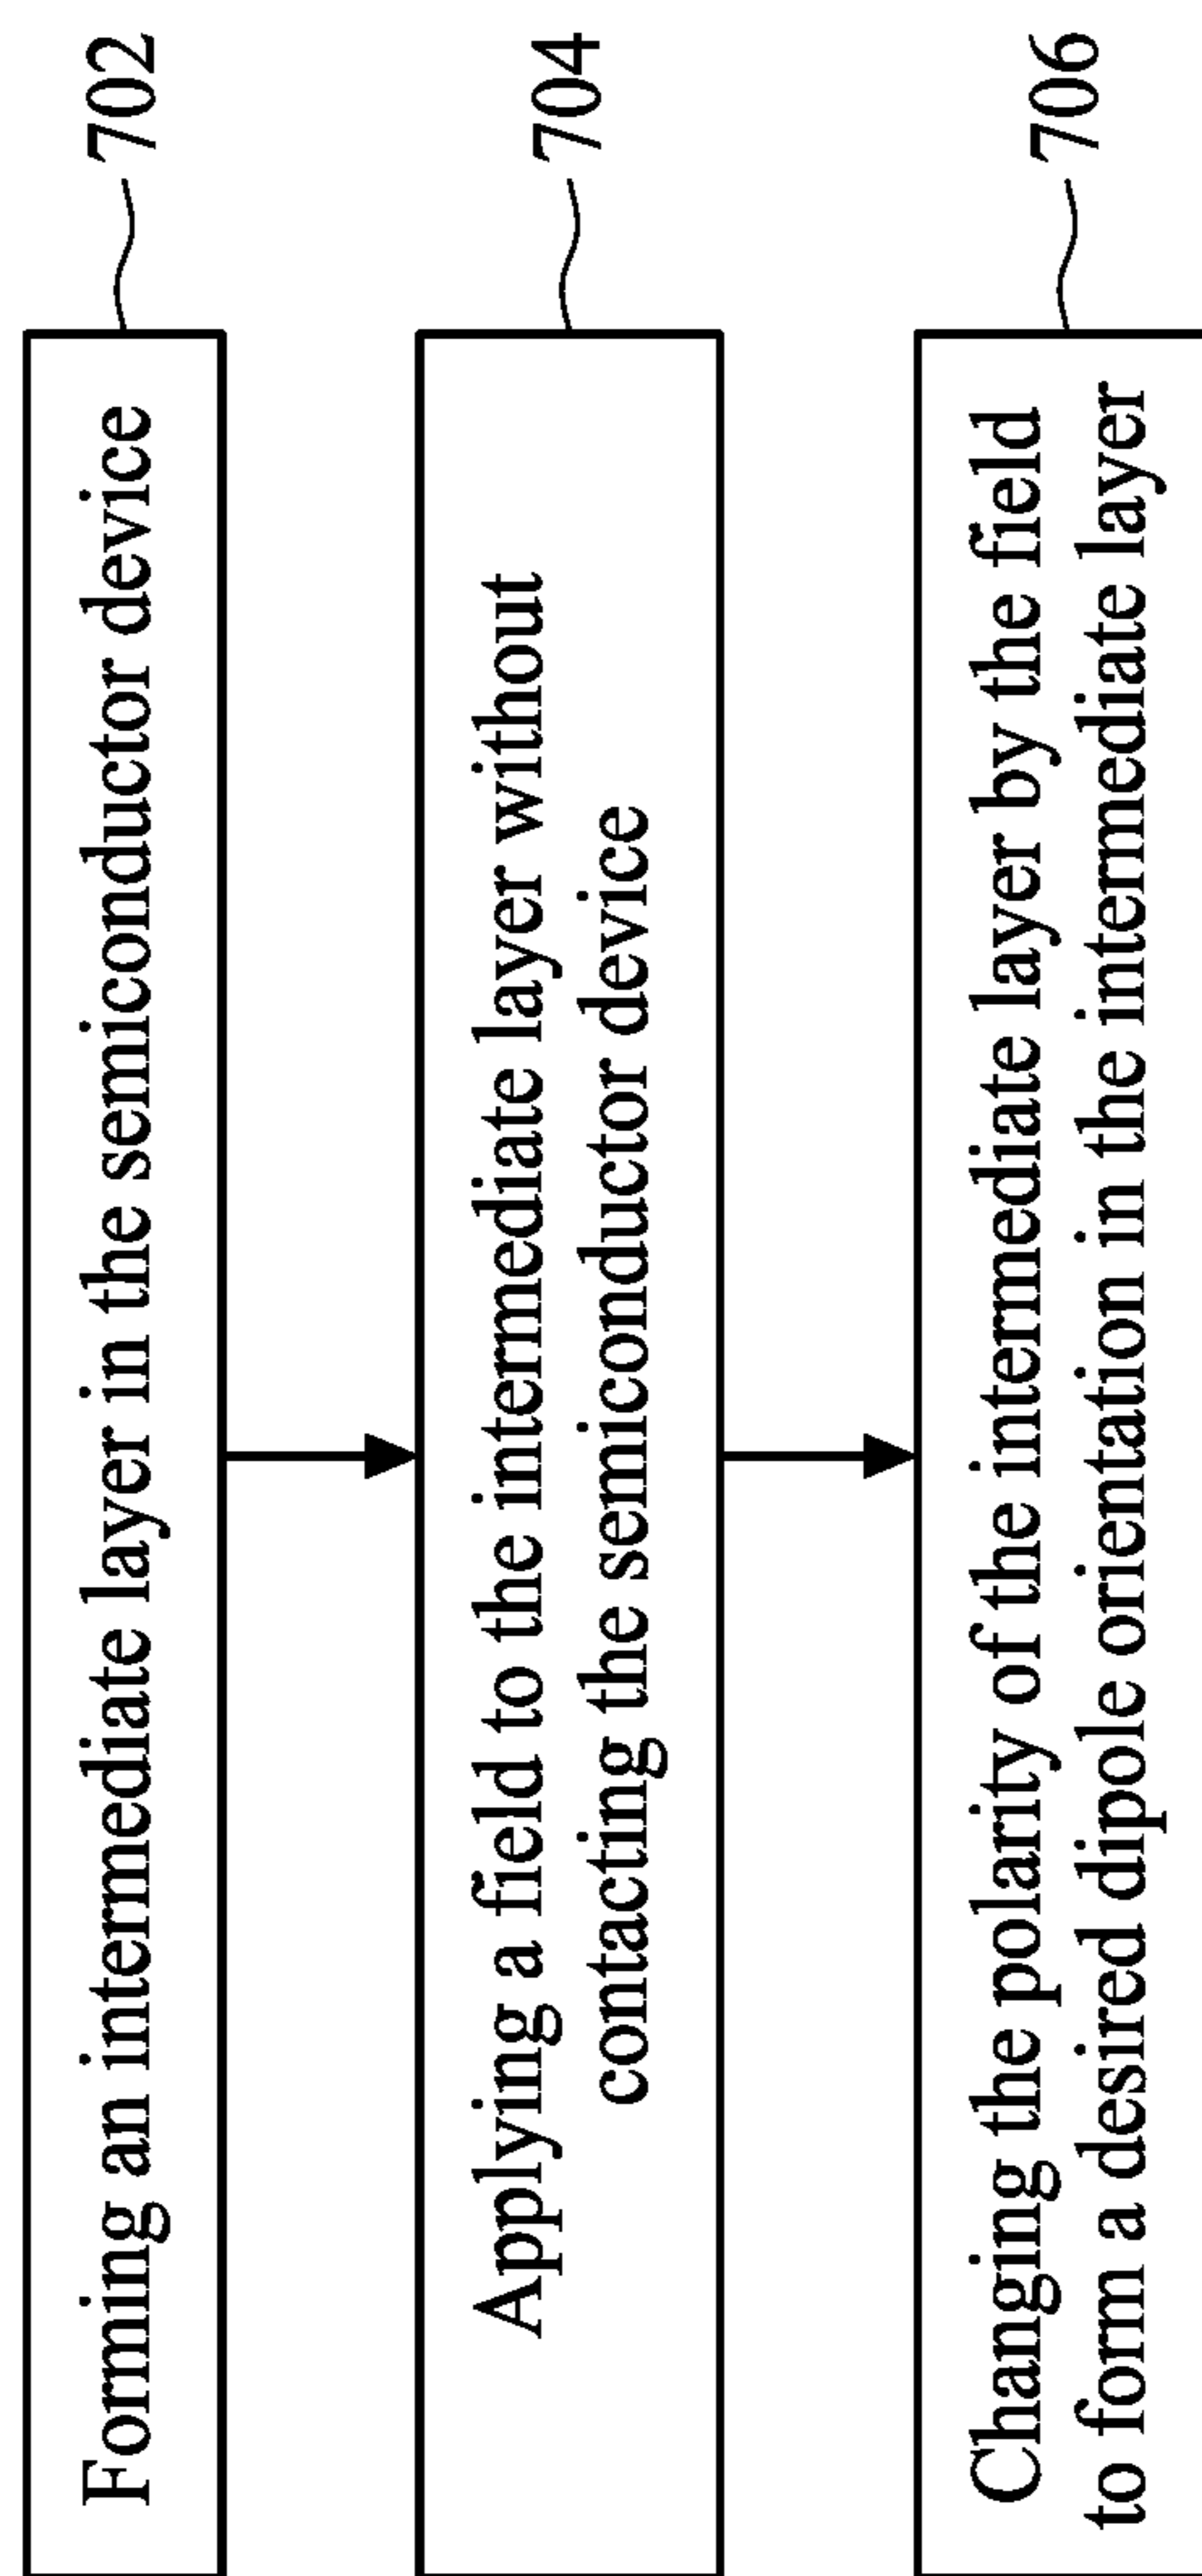 Forming an intermediate layer in the semiconductor device
702
Applying a field to the intermediate layer without
contacting the semiconductor device
704
Changing the polarity of the intermediate layer by the field
to form a desired dipole orientation in the intermediate layer
706